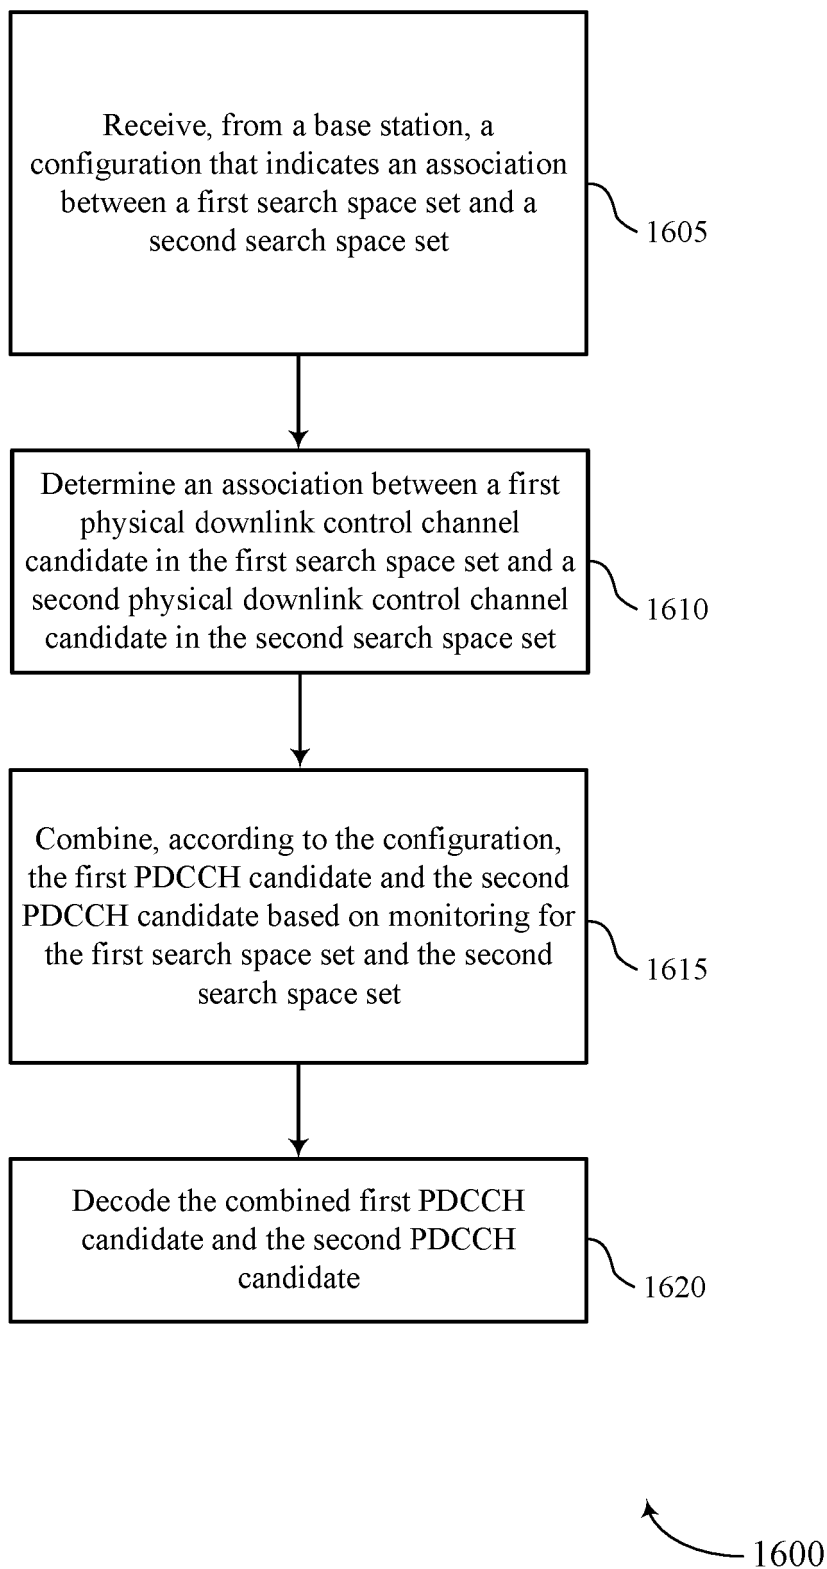 Receive, from a base station, a
configuration that indicates an association
between a first search space set and a
second search space set
1605
Determine an association between a first
physical downlink control channel
candidate in the first search space set and a
second physical downlink control channel
candidate in the second search space set
1610
Combine, according to the configuration,
the first PDCCH candidate and the second
PDCCH candidate based on monitoring for
the first search space set and the second
search space set
1615
Decode the combined first PDCCH
candidate and the second PDCCH
candidate
1620
1600